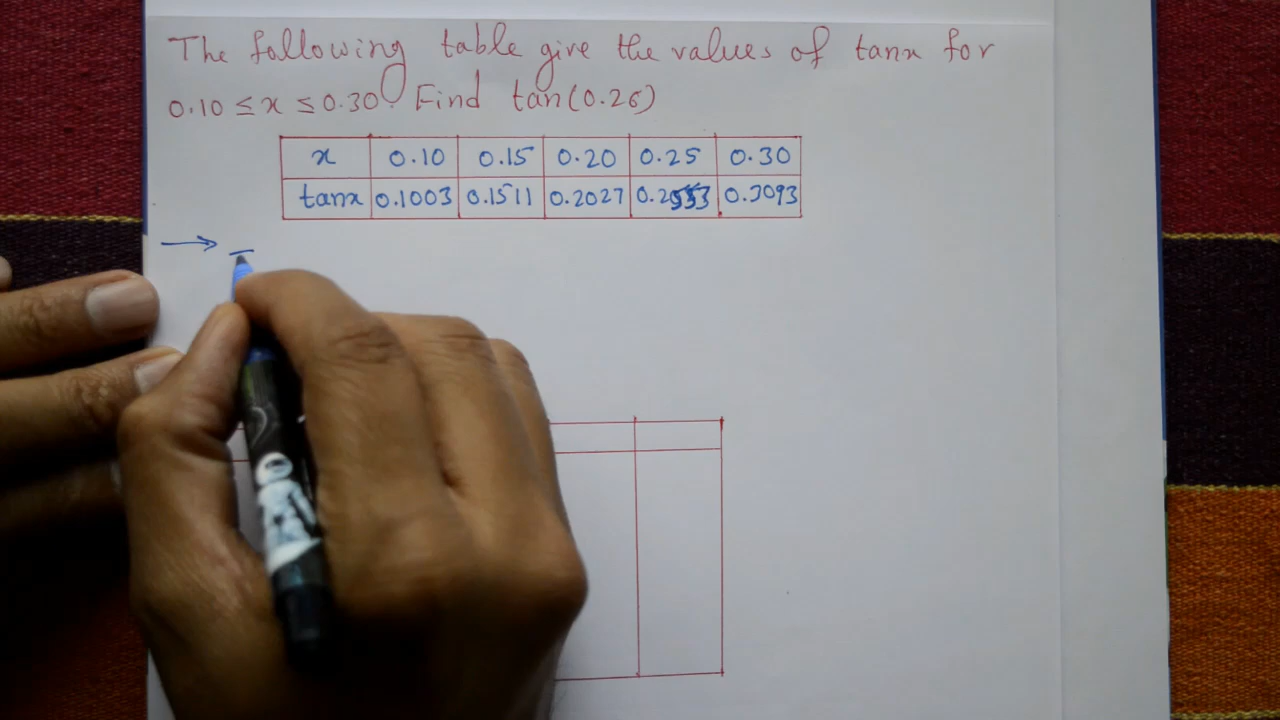 The following table give the values of tanx for
0.10 ≤ x ≤ 0.30. Find tan(0.26)
x 0.10 0.15 0.20 0.25 0.30
tanx 0.1003 0.1511 0.2027 0.2553 0.3093
→